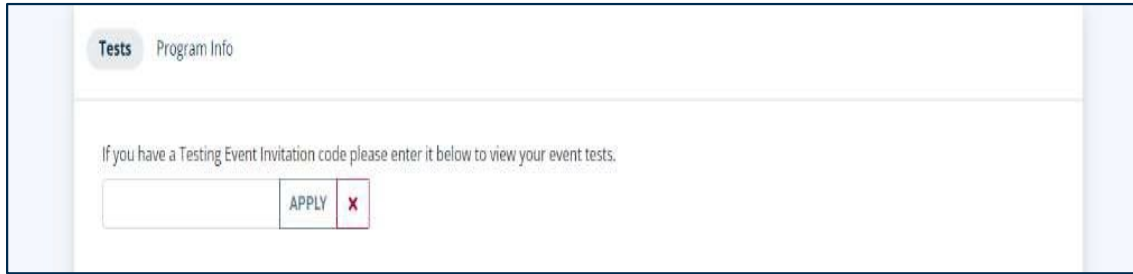 Tests Program Info
If you have a Testing Event Invitation code please enter it below to view your event tests.
APPLY X